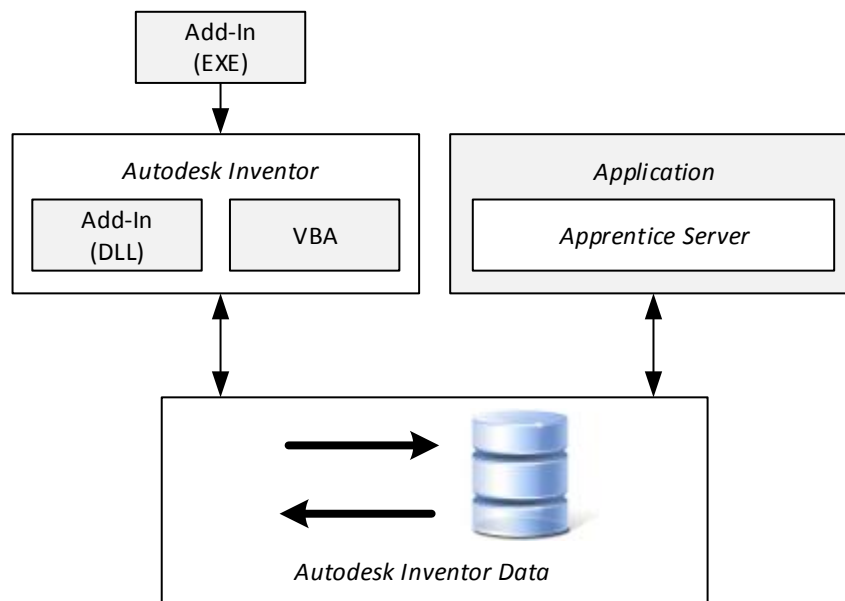 Add-In
(EXE)
Autodesk Inventor
Add-In
(DLL)
VBA
Application
Apprentice Server
Autodesk Inventor Data